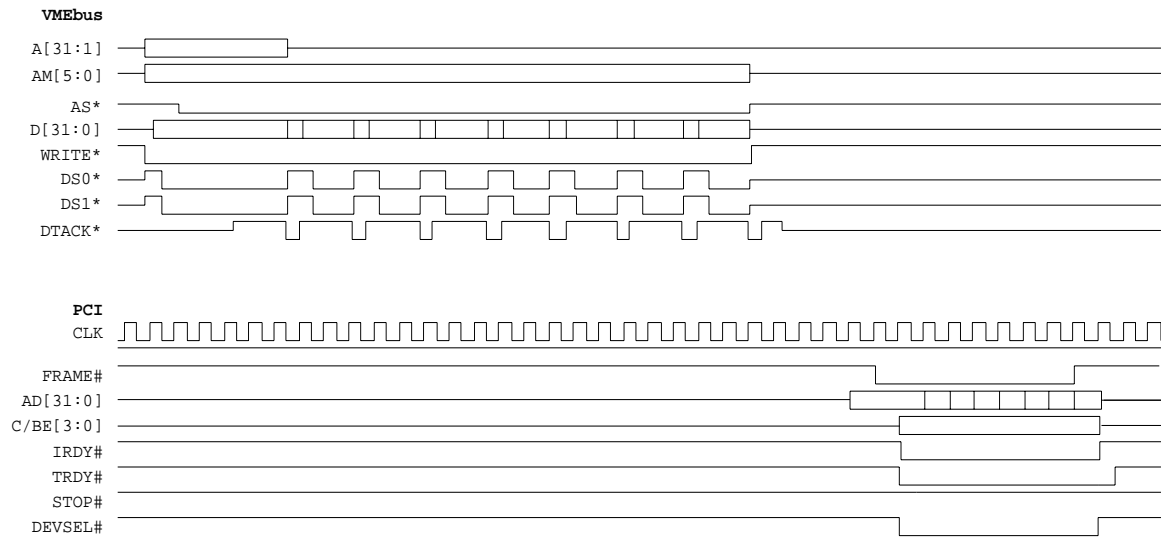 VMEbus
A[31:1]
AM[5:0]
AS*
D[31:0]
WRITE*
DS0*
DS1*
DTACK*
PCI
CLK
FRAME#
AD[31:0]
C/BE[3:0]
IRDY#
TRDY#
STOP#
DEVSEL#